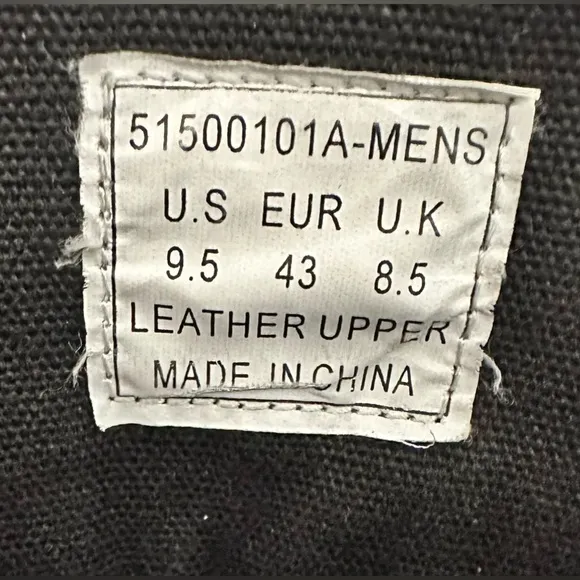 51500101A-MENS
U.S EUR U.K
9.5 43 8.5
LEATHER UPPER
MADE IN CHINA